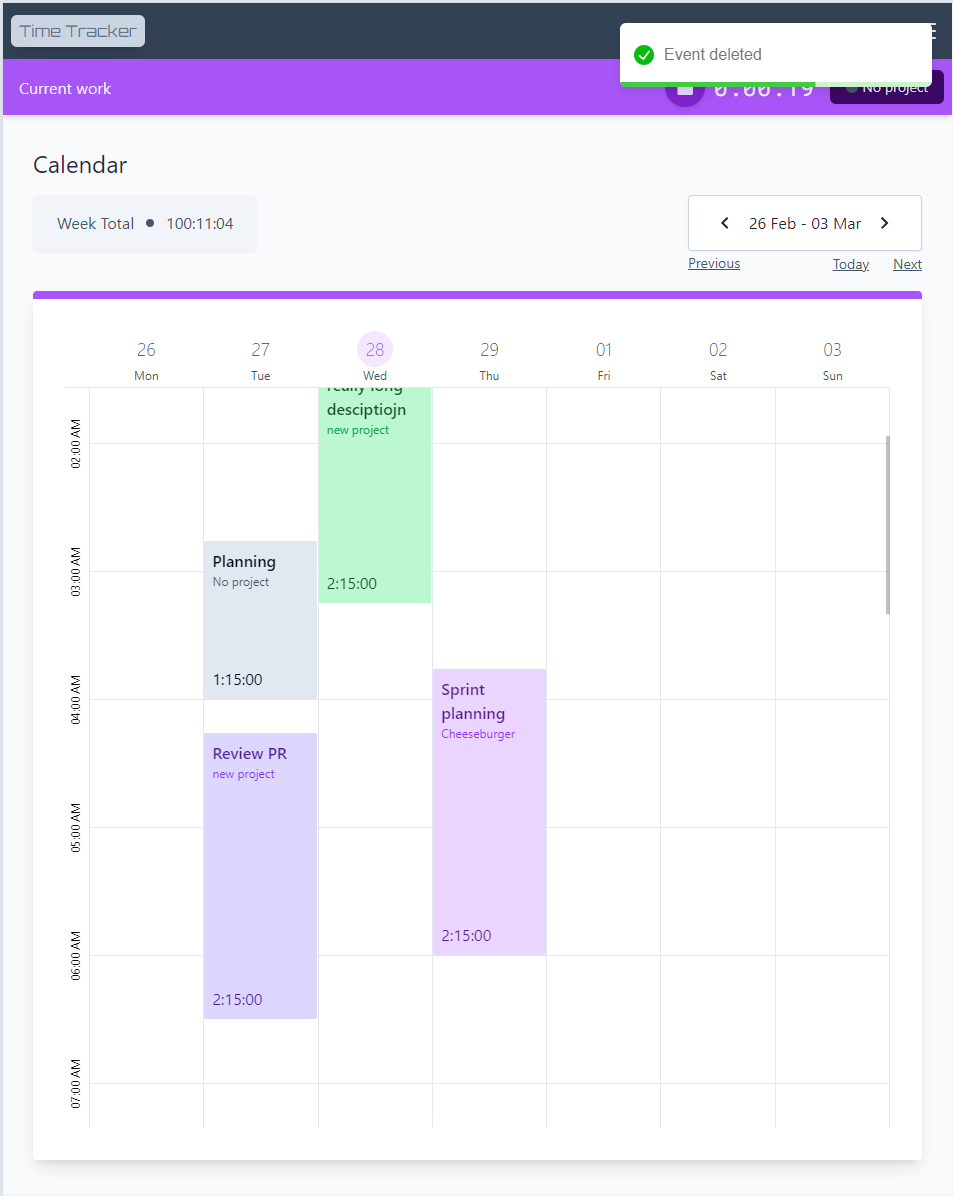 Time Tracker
Event deleted
Current work
0:00:19
No project
Calendar
Week Total • 100:11:04
26 Feb - 03 Mar
Previous
Today
Next
26
27
28
29
01
02
03
Mon
Tue
Wed
Thu
Fri
Sat
Sun
really long
desciptiojn
new project
2:15:00
02:00 AM
03:00 AM
04:00 AM
05:00 AM
06:00 AM
07:00 AM
Planning
No project
1:15:00
Review PR
new project
2:15:00
Sprint
planning
Cheeseburger
2:15:00